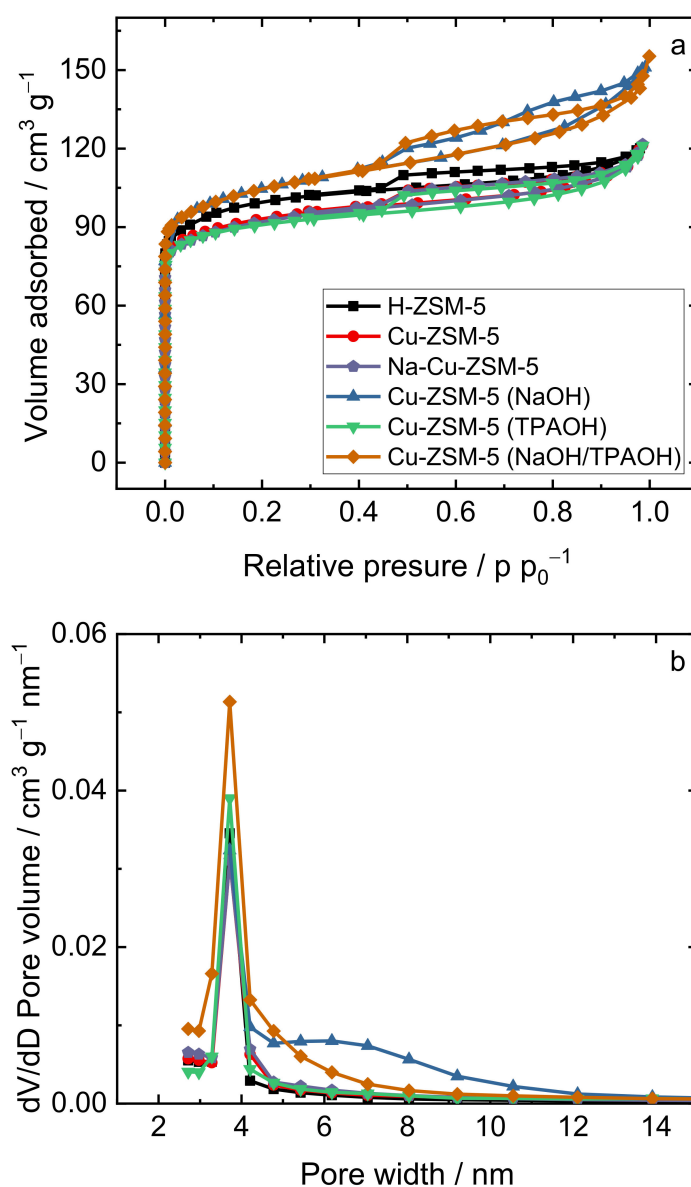 a
150
120
90
60
30
0
Volume adsorbed / cm³ g⁻¹
H-ZSM-5
Cu-ZSM-5
Na-Cu-ZSM-5
Cu-ZSM-5 (NaOH)
Cu-ZSM-5 (TPAOH)
Cu-ZSM-5 (NaOH/TPAOH)
0.0 0.2 0.4 0.6 0.8 1.0
Relative presure / p p₀⁻¹
b
0.06
0.04
0.02
0.00
dV/dD Pore volume / cm³ g⁻¹ nm⁻¹
2 4 6 8 10 12 14
Pore width / nm